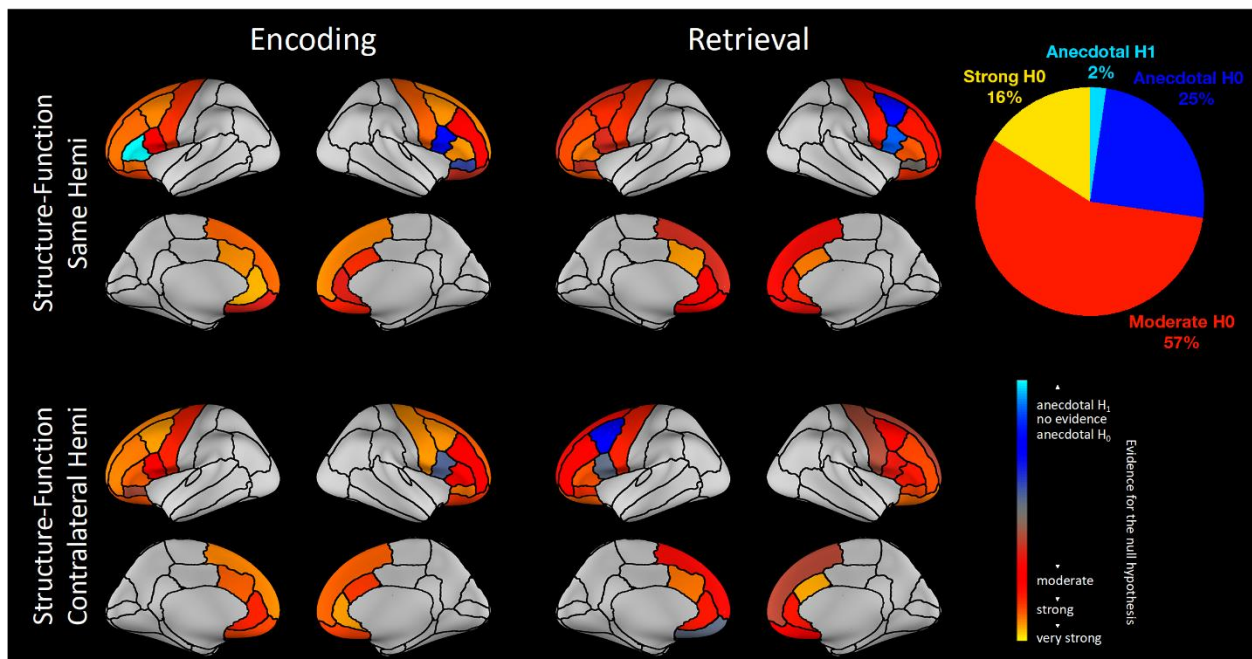 Encoding
Retrieval
Structure-Function
Same Hemi
Anecdotal H1
2%
Strong H0
16%
Anecdotal H0
25%
Moderate H0
57%
Structure-Function
Contralateral Hemi
anecdotal H₁
no evidence
anecdotal H₀
moderate
strong
very strong
Evidence for the null hypothesis